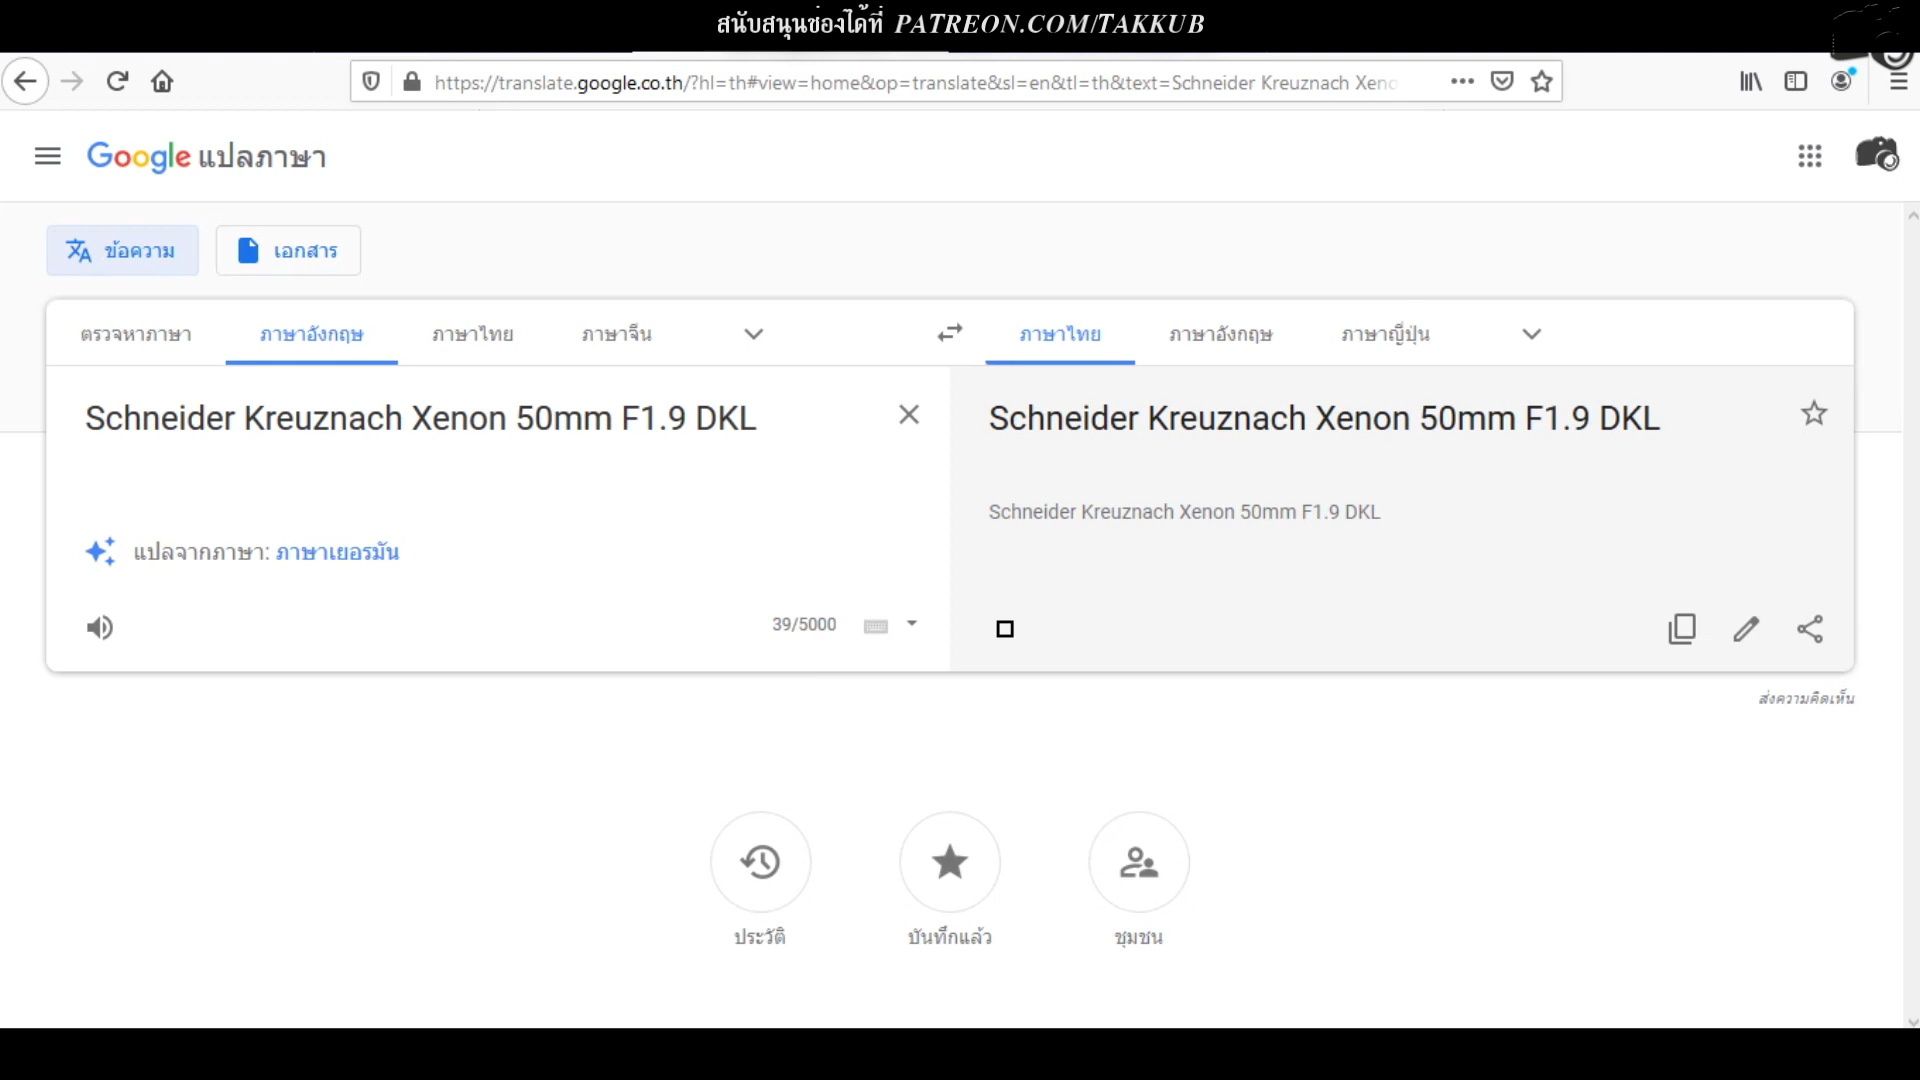 สนับสนุนช่องได้ที่ PATREON.COM/TAKKUB
https://translate.google.co.th/?hl=th#view=home&op=translate&sl=en&tl=th&text=Schneider Kreuznach Xeno
Google แปลภาษา
ข้อความ เอกสาร
ตรวจหาภาษา ภาษาอังกฤษ ภาษาไทย ภาษาจีน ภาษาไทย ภาษาอังกฤษ ภาษาญี่ปุ่น
Schneider Kreuznach Xenon 50mm F1.9 DKL
Schneider Kreuznach Xenon 50mm F1.9 DKL
Schneider Kreuznach Xenon 50mm F1.9 DKL
แปลจากภาษา: ภาษาเยอรมัน
39/5000
ส่งความคิดเห็น
ประวัติ บันทึกแล้ว ชุมชน